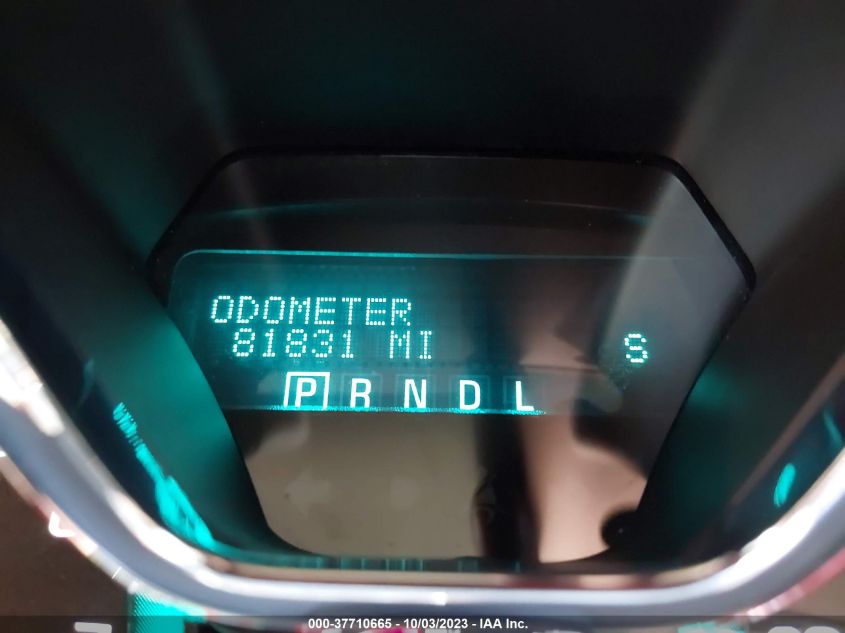 ODOMETER
81831 MI S
P R N D L
000-37710665 - 10/03/2023 - IAA Inc.